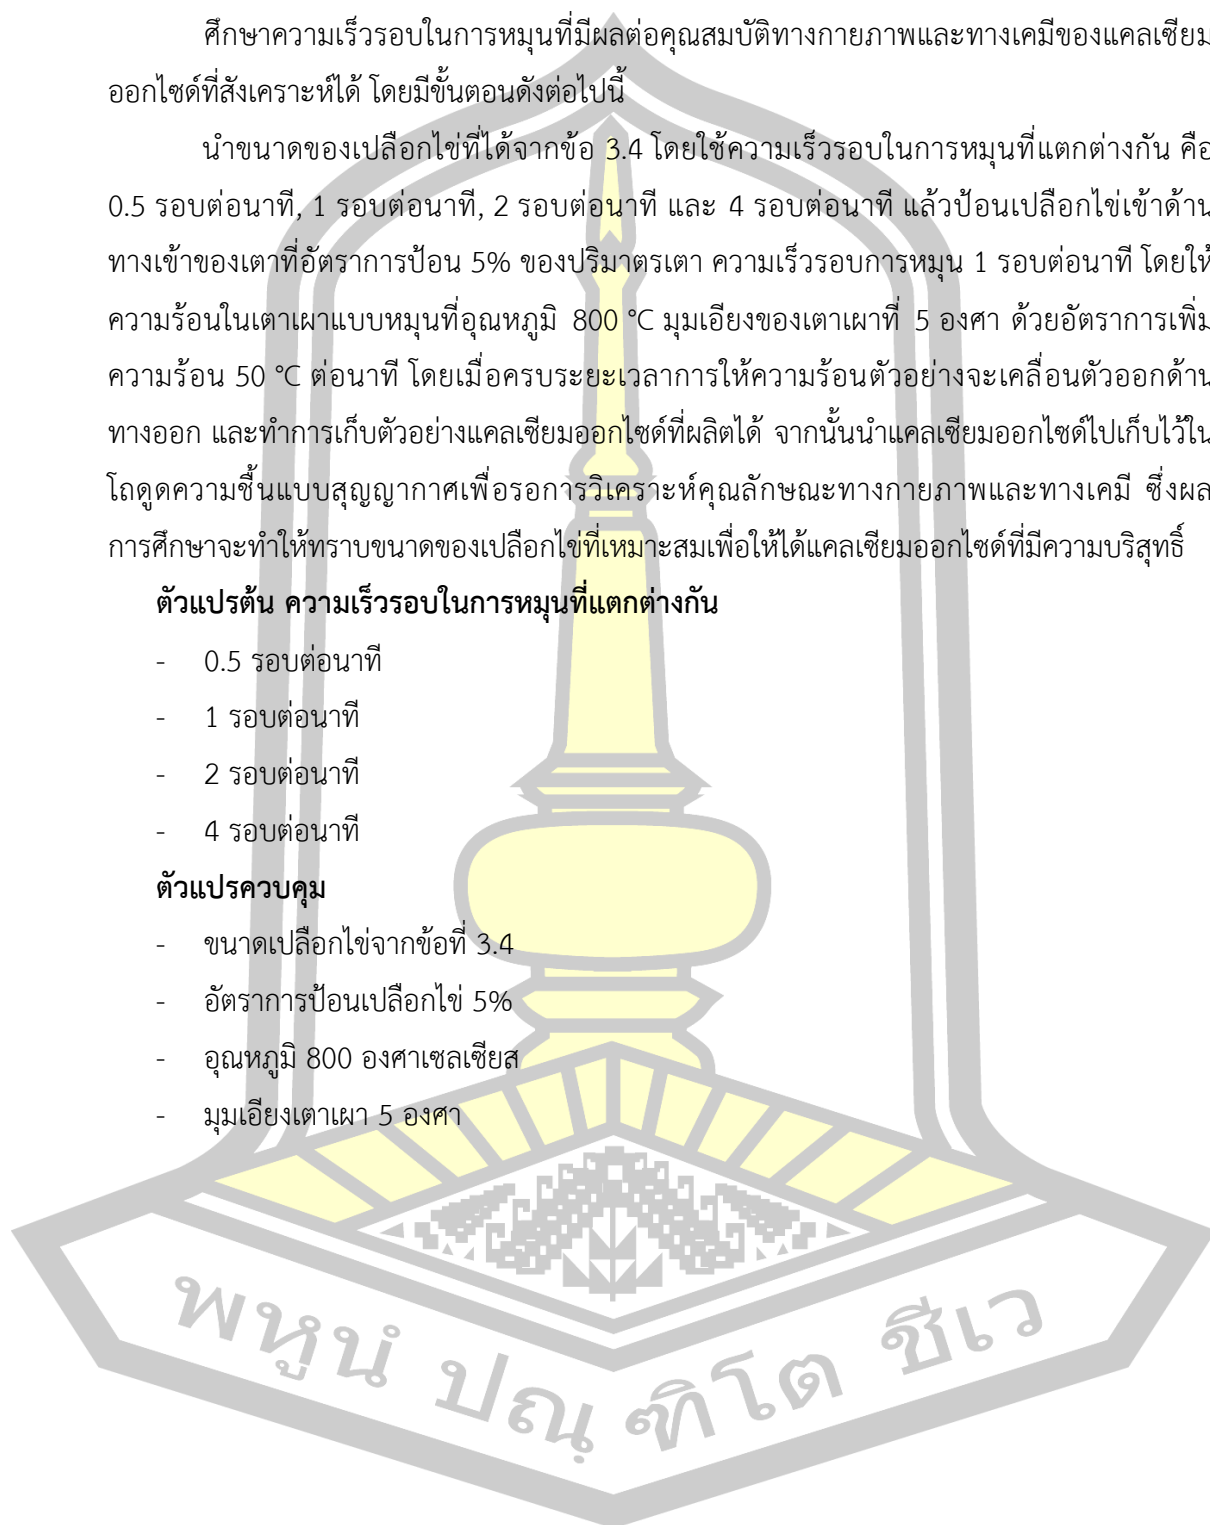 ศึกษาความเร็วรอบในการหมุนที่มีผลต่อคุณสมบัติทางกายภาพและทางเคมีของแคลเซียม
ออกไซด์ที่สังเคราะห์ได้ โดยมีขั้นตอนดังต่อไปนี้
นำขนาดของเปลือกไข่ที่ได้จากข้อ 3.4 โดยใช้ความเร็วรอบในการหมุนที่แตกต่างกัน คือ
0.5 รอบต่อนาที, 1 รอบต่อนาที, 2 รอบต่อนาที และ 4 รอบต่อนาที แล้วป้อนเปลือกไข่เข้าด้าน
ทางเข้าของเตาที่อัตราการป้อน 5% ของปริมาตรเตา ความเร็วรอบการหมุน 1 รอบต่อนาที โดยให้
ความร้อนในเตาเผาแบบหมุนที่อุณหภูมิ 800 °C มุมเอียงของเตาเผาที่ 5 องศา ด้วยอัตราการเพิ่ม
ความร้อน 50 °C ต่อนาที โดยเมื่อครบระยะเวลาการให้ความร้อนตัวอย่างจะเคลื่อนตัวออกด้าน
ทางออก และทำการเก็บตัวอย่างแคลเซียมออกไซด์ที่ผลิตได้ จากนั้นนำแคลเซียมออกไซด์ไปเก็บไว้ใน
โถดูดความชื้นแบบสุญญากาศเพื่อรอการวิเคราะห์คุณลักษณะทางกายภาพและทางเคมี ซึ่งผล
การศึกษาจะทำให้ทราบขนาดของเปลือกไข่ที่เหมาะสมเพื่อให้ได้แคลเซียมออกไซด์ที่มีความบริสุทธิ์
ตัวแปรต้น ความเร็วรอบในการหมุนที่แตกต่างกัน
- 0.5 รอบต่อนาที
- 1 รอบต่อนาที
- 2 รอบต่อนาที
- 4 รอบต่อนาที
ตัวแปรควบคุม
- ขนาดเปลือกไข่จากข้อที่ 3.4
- อัตราการป้อนเปลือกไข่ 5%
- อุณหภูมิ 800 องศาเซลเซียส
- มุมเอียงเตาเผา 5 องศา
พหูนํ ปณฺ ฑิโต ชีเว